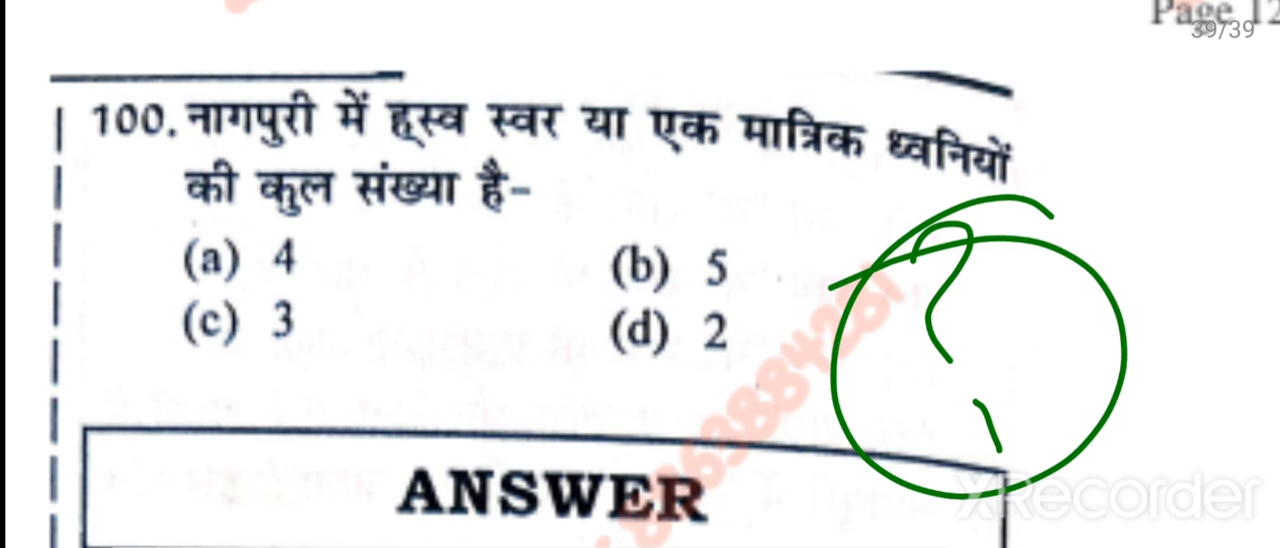 Page 12
39/39
100. नागपुरी में ह्रस्व स्वर या एक मात्रिक ध्वनियों
की कुल संख्या है-
(a) 4 (b) 5
(c) 3 (d) 2
?
ANSWER
XRecorder